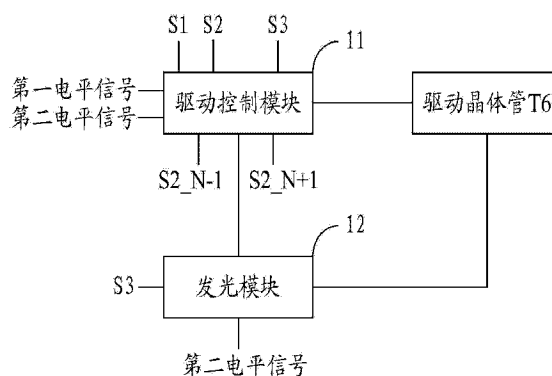 S1 S2 S3 11
第一电平信号
第二电平信号
驱动控制模块
驱动晶体管T6
S2_N-1 S2_N+1
12
S3
发光模块
第二电平信号